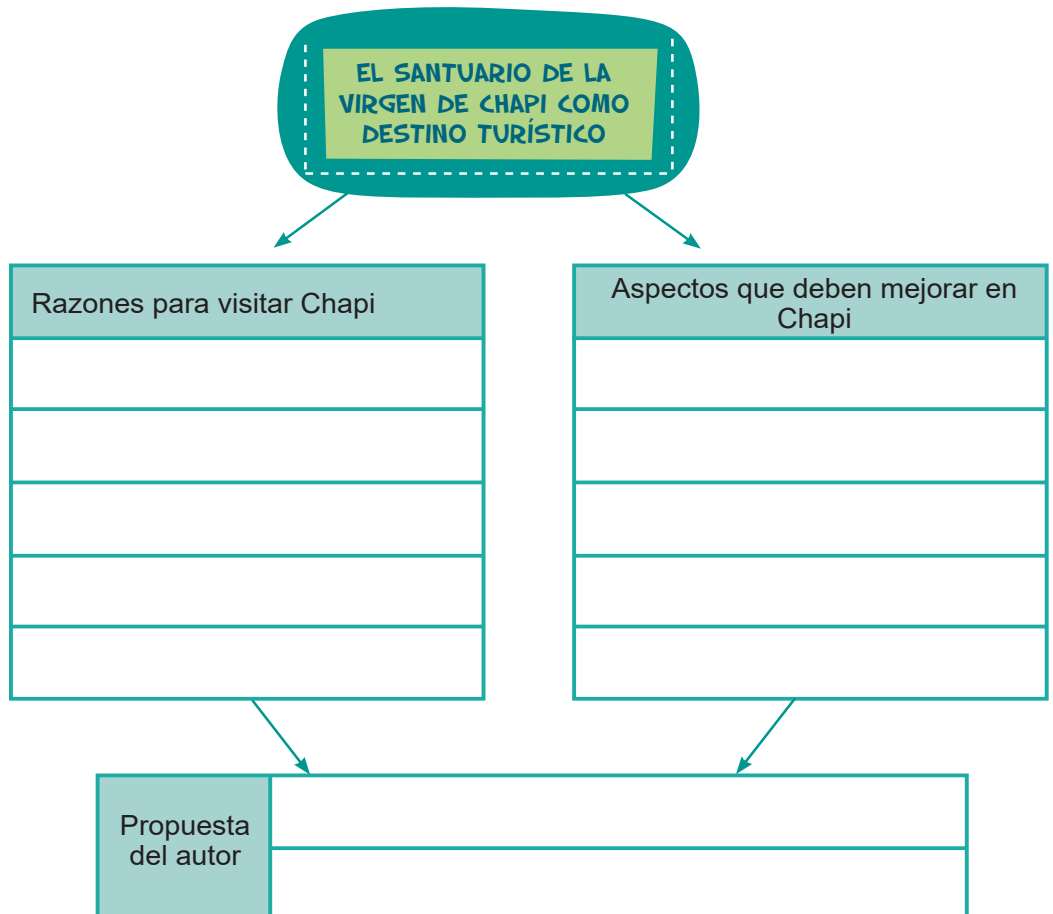 EL SANTUARIO DE LA
VIRGEN DE CHAPI COMO
DESTINO TURÍSTICO
Razones para visitar Chapi
Aspectos que deben mejorar en
Chapi
Propuesta
del autor